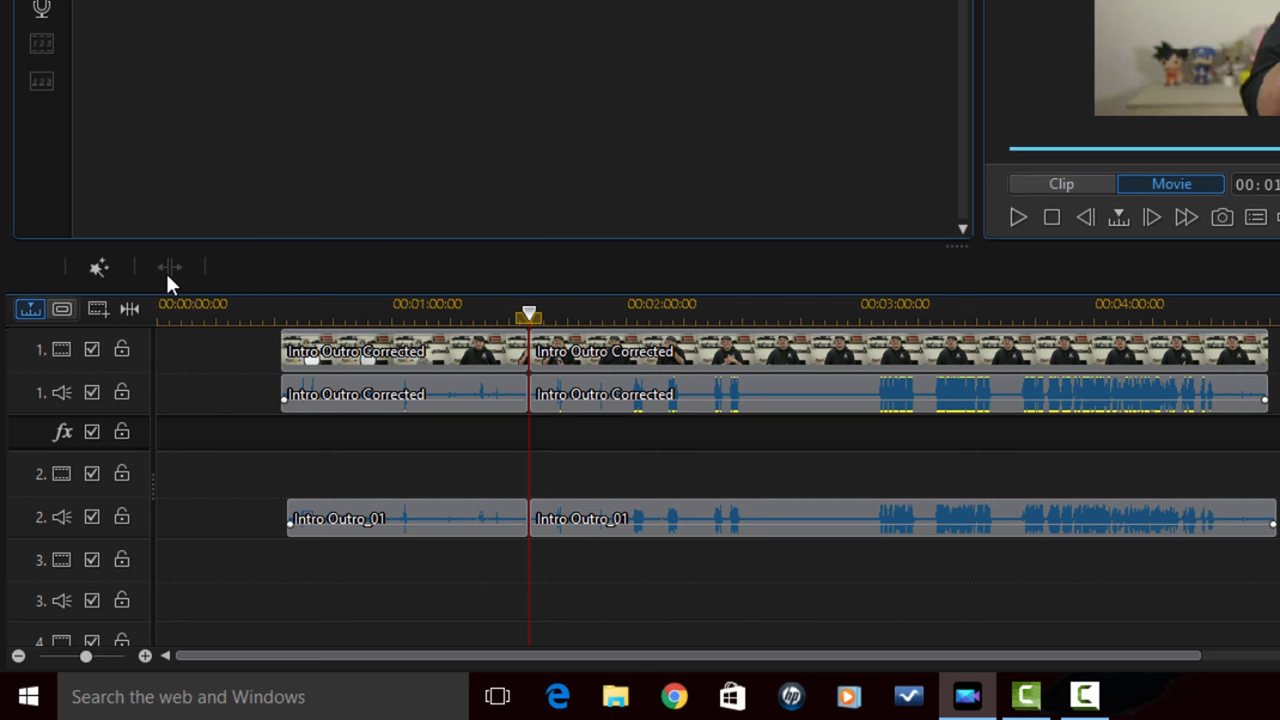 Clip
Movie
00:01
00:00:00:00
00:01:00:00
00:02:00:00
00:03:00:00
00:04:00:00
1.
Intro Outro Corrected
Intro Outro Corrected
1.
Intro Outro Corrected
Intro Outro Corrected
fx
2.
2.
Intro Outro_01
Intro Outro_01
3.
3.
4
Search the web and Windows